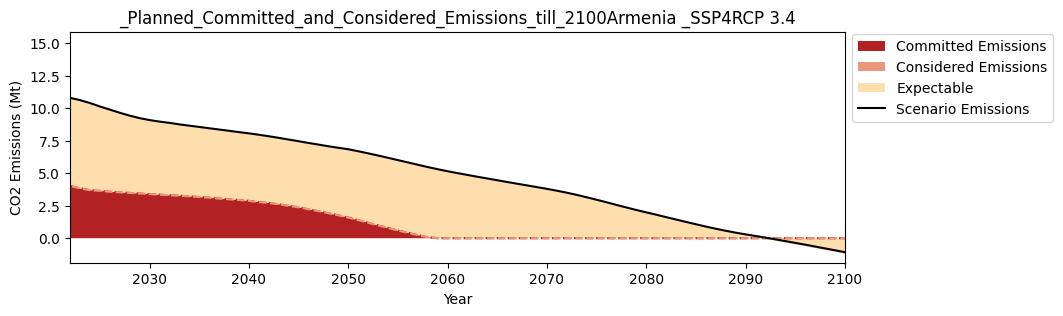 _Planned_Committed_and_Considered_Emissions_till_2100Armenia _SSP4RCP 3.4
CO2 Emissions (Mt)
15.0
12.5
10.0
7.5
5.0
2.5
0.0
2030 2040 2050 2060 2070 2080 2090 2100
Year
Committed Emissions
Considered Emissions
Expectable
Scenario Emissions